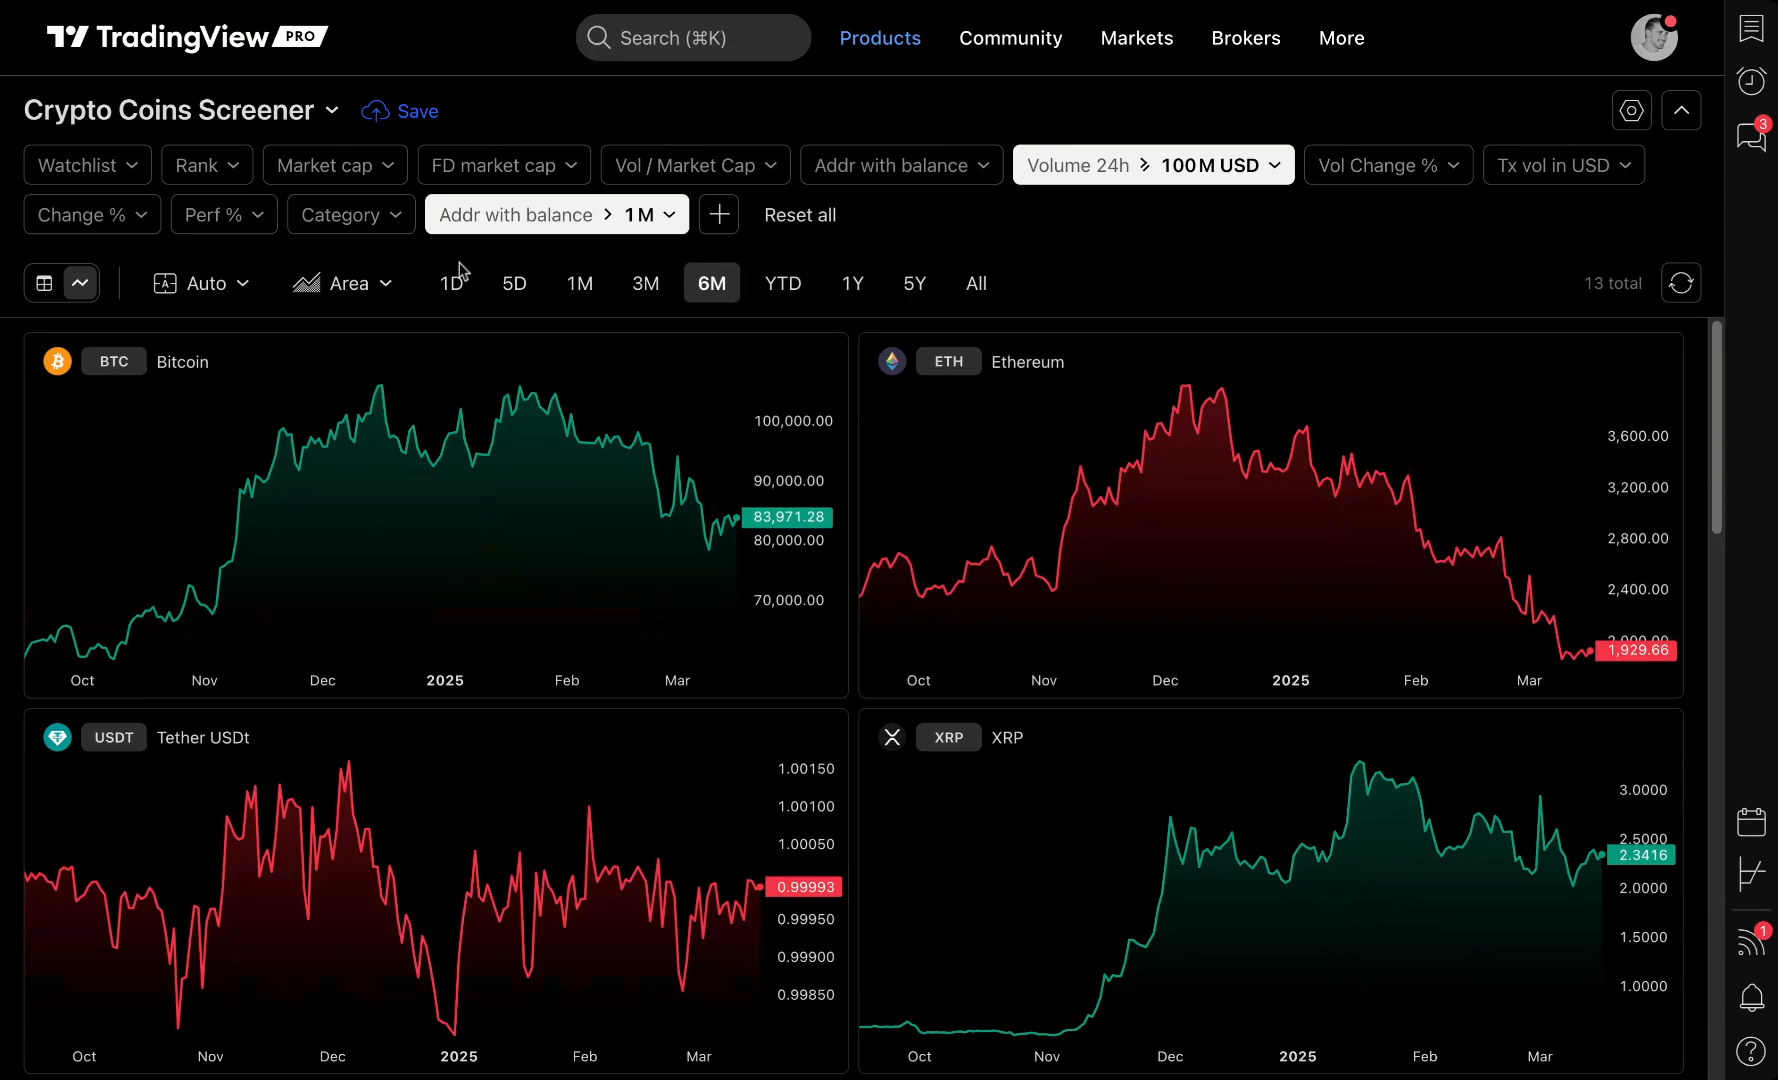 TradingView PRO
Search (⌘K)
Products
Community
Markets
Brokers
More
Crypto Coins Screener
Save
3
Watchlist
Rank
Market cap
FD market cap
Vol / Market Cap
Addr with balance
Volume 24h > 100 M USD
Vol Change %
Tx vol in USD
Change %
Perf %
Category
Addr with balance > 1 M
Reset all
Auto
Area
1D
5D
1M
3M
6M
YTD
1Y
5Y
All
13 total
BTC
Bitcoin
100,000.00
90,000.00
83,971.28
80,000.00
70,000.00
Oct
Nov
Dec
2025
Feb
Mar
ETH
Ethereum
3,600.00
3,200.00
2,800.00
2,400.00
2,000.00
1,929.66
Oct
Nov
Dec
2025
Feb
Mar
USDT
Tether USDt
1.00150
1.00100
1.00050
0.99993
0.99950
0.99900
0.99850
Oct
Nov
Dec
2025
Feb
Mar
XRP
XRP
3.0000
2.5000
2.3416
2.0000
1.5000
1.0000
Oct
Nov
Dec
2025
Feb
Mar
1